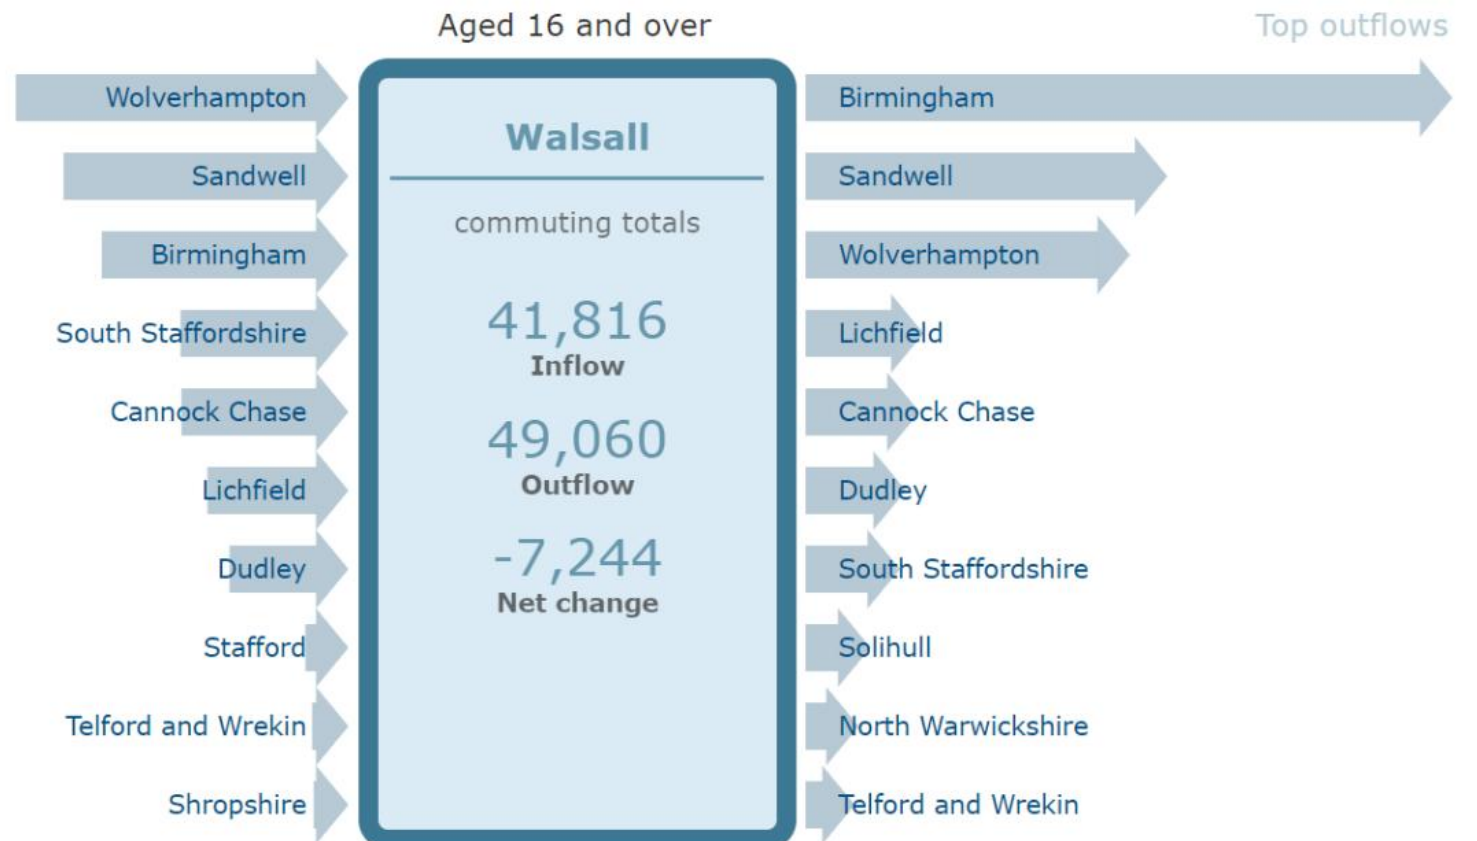 Aged 16 and over
Top outflows
Wolverhampton
Sandwell
Birmingham
South Staffordshire
Cannock Chase
Lichfield
Dudley
Stafford
Telford and Wrekin
Shropshire
Walsall
commuting totals
41,816
Inflow
49,060
Outflow
-7,244
Net change
Birmingham
Sandwell
Wolverhampton
Lichfield
Cannock Chase
Dudley
South Staffordshire
Solihull
North Warwickshire
Telford and Wrekin